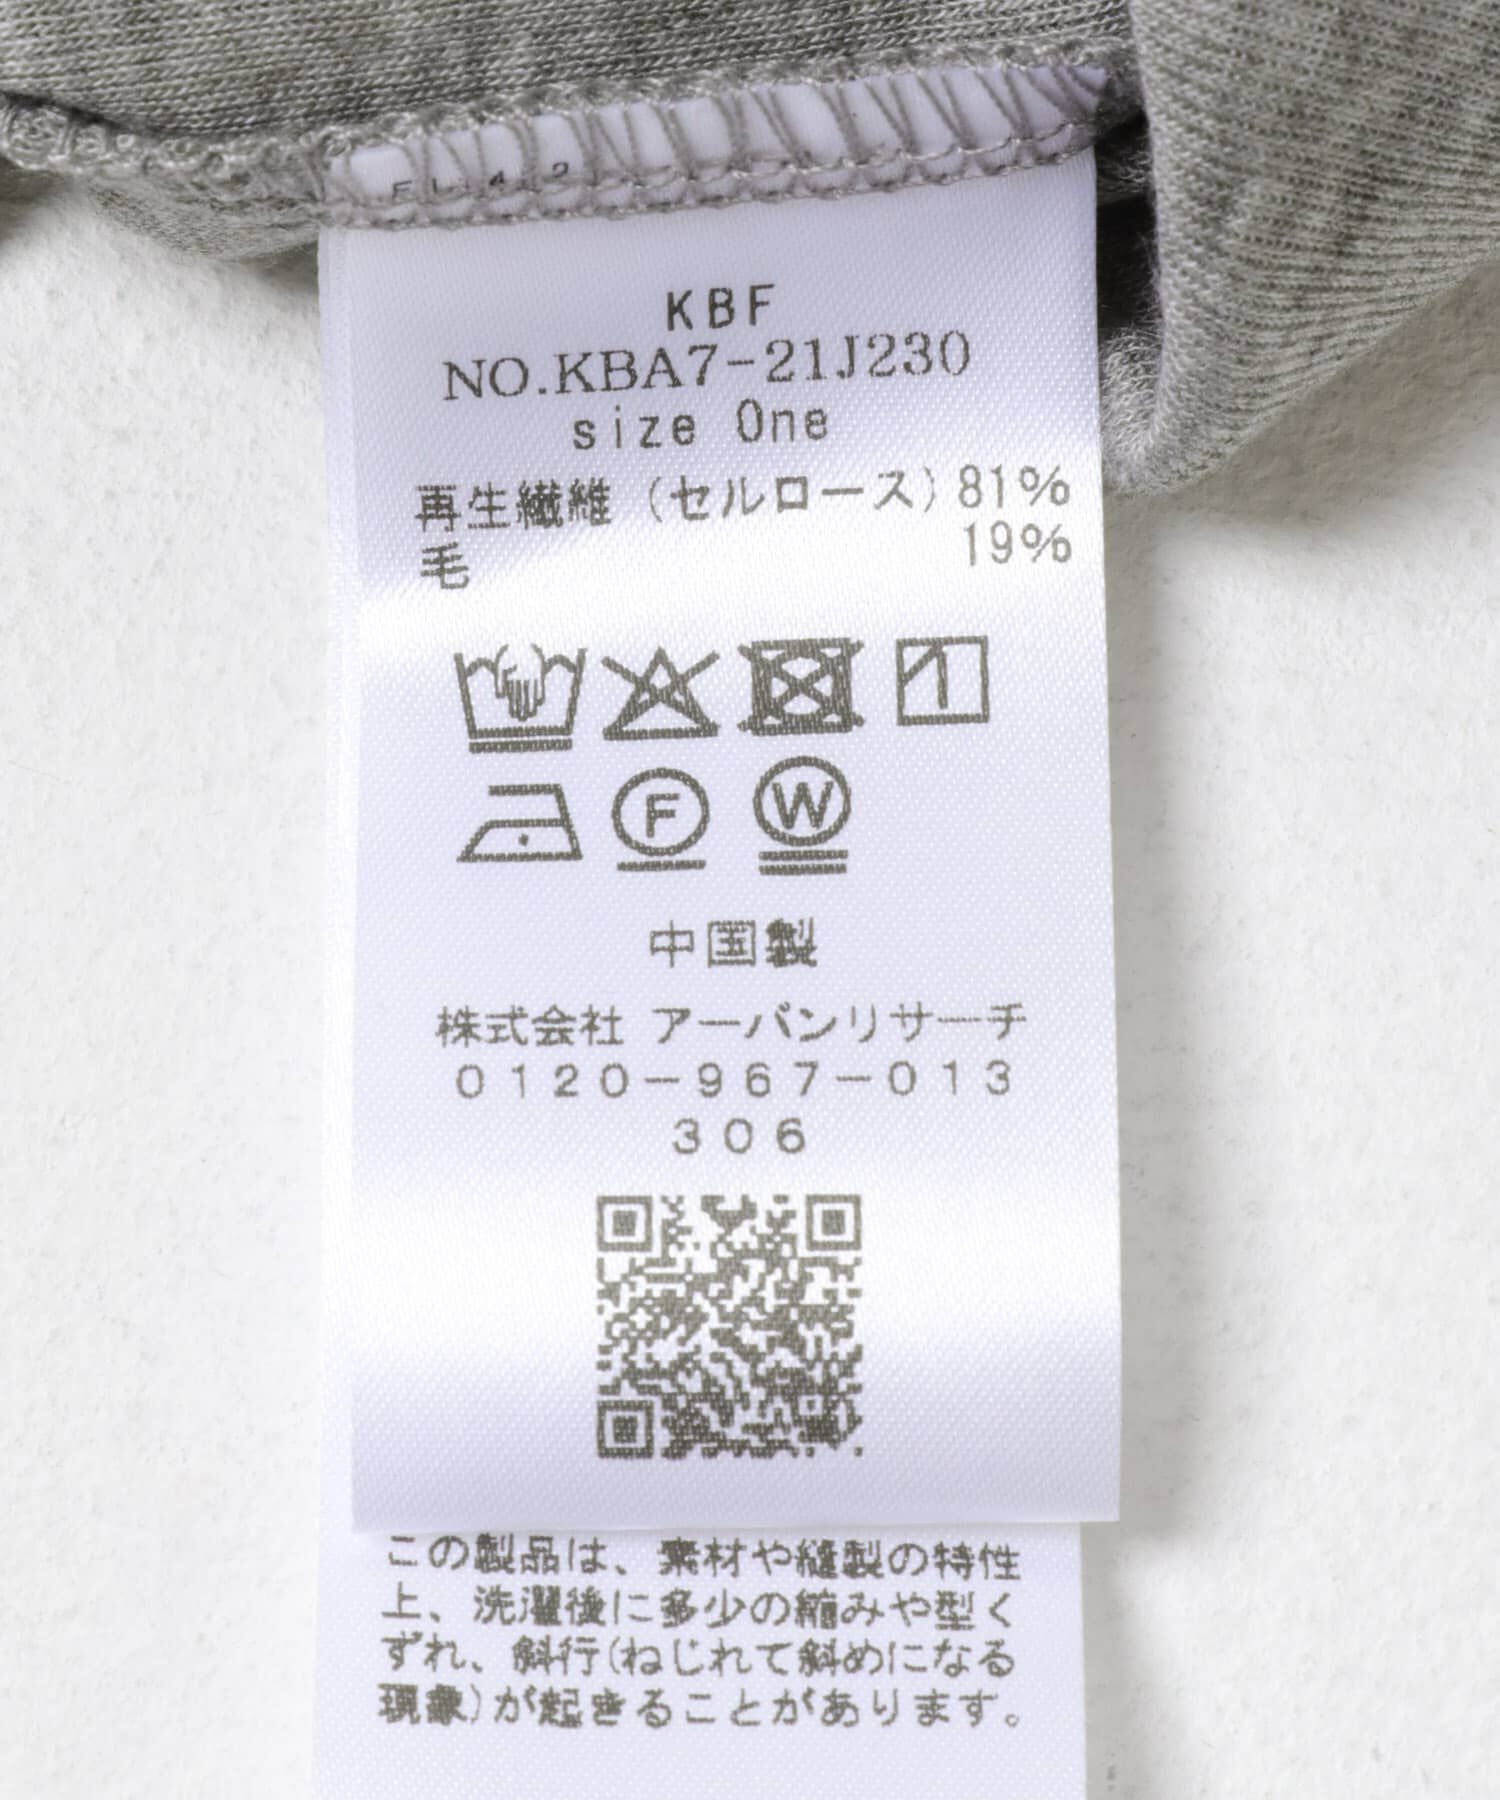 KBF
NO.KBA7-21J230
size One
再生繊維（セルロース）81%
毛 19%
F
W
中国製
株式会社 アーバンリサーチ
0120-967-013
306
この製品は、素材や縫製の特性
上、洗濯後に多少の縮みや型く
ずれ、斜行(ねじれて斜めになる
現象)が起きることがあります。